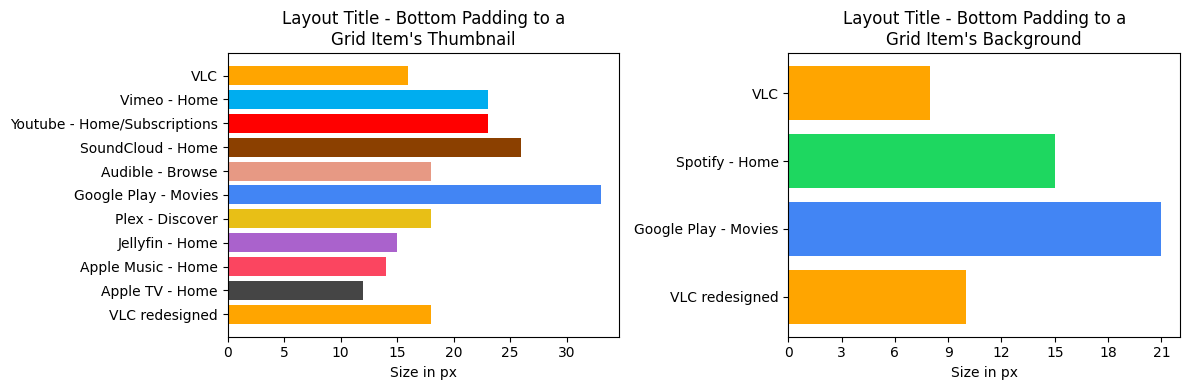 Layout Title - Bottom Padding to a
Grid Item's Thumbnail
VLC
Vimeo - Home
Youtube - Home/Subscriptions
SoundCloud - Home
Audible - Browse
Google Play - Movies
Plex - Discover
Jellyfin - Home
Apple Music - Home
Apple TV - Home
VLC redesigned
0 5 10 15 20 25 30
Size in px
Layout Title - Bottom Padding to a
Grid Item's Background
VLC
Spotify - Home
Google Play - Movies
VLC redesigned
0 3 6 9 12 15 18 21
Size in px